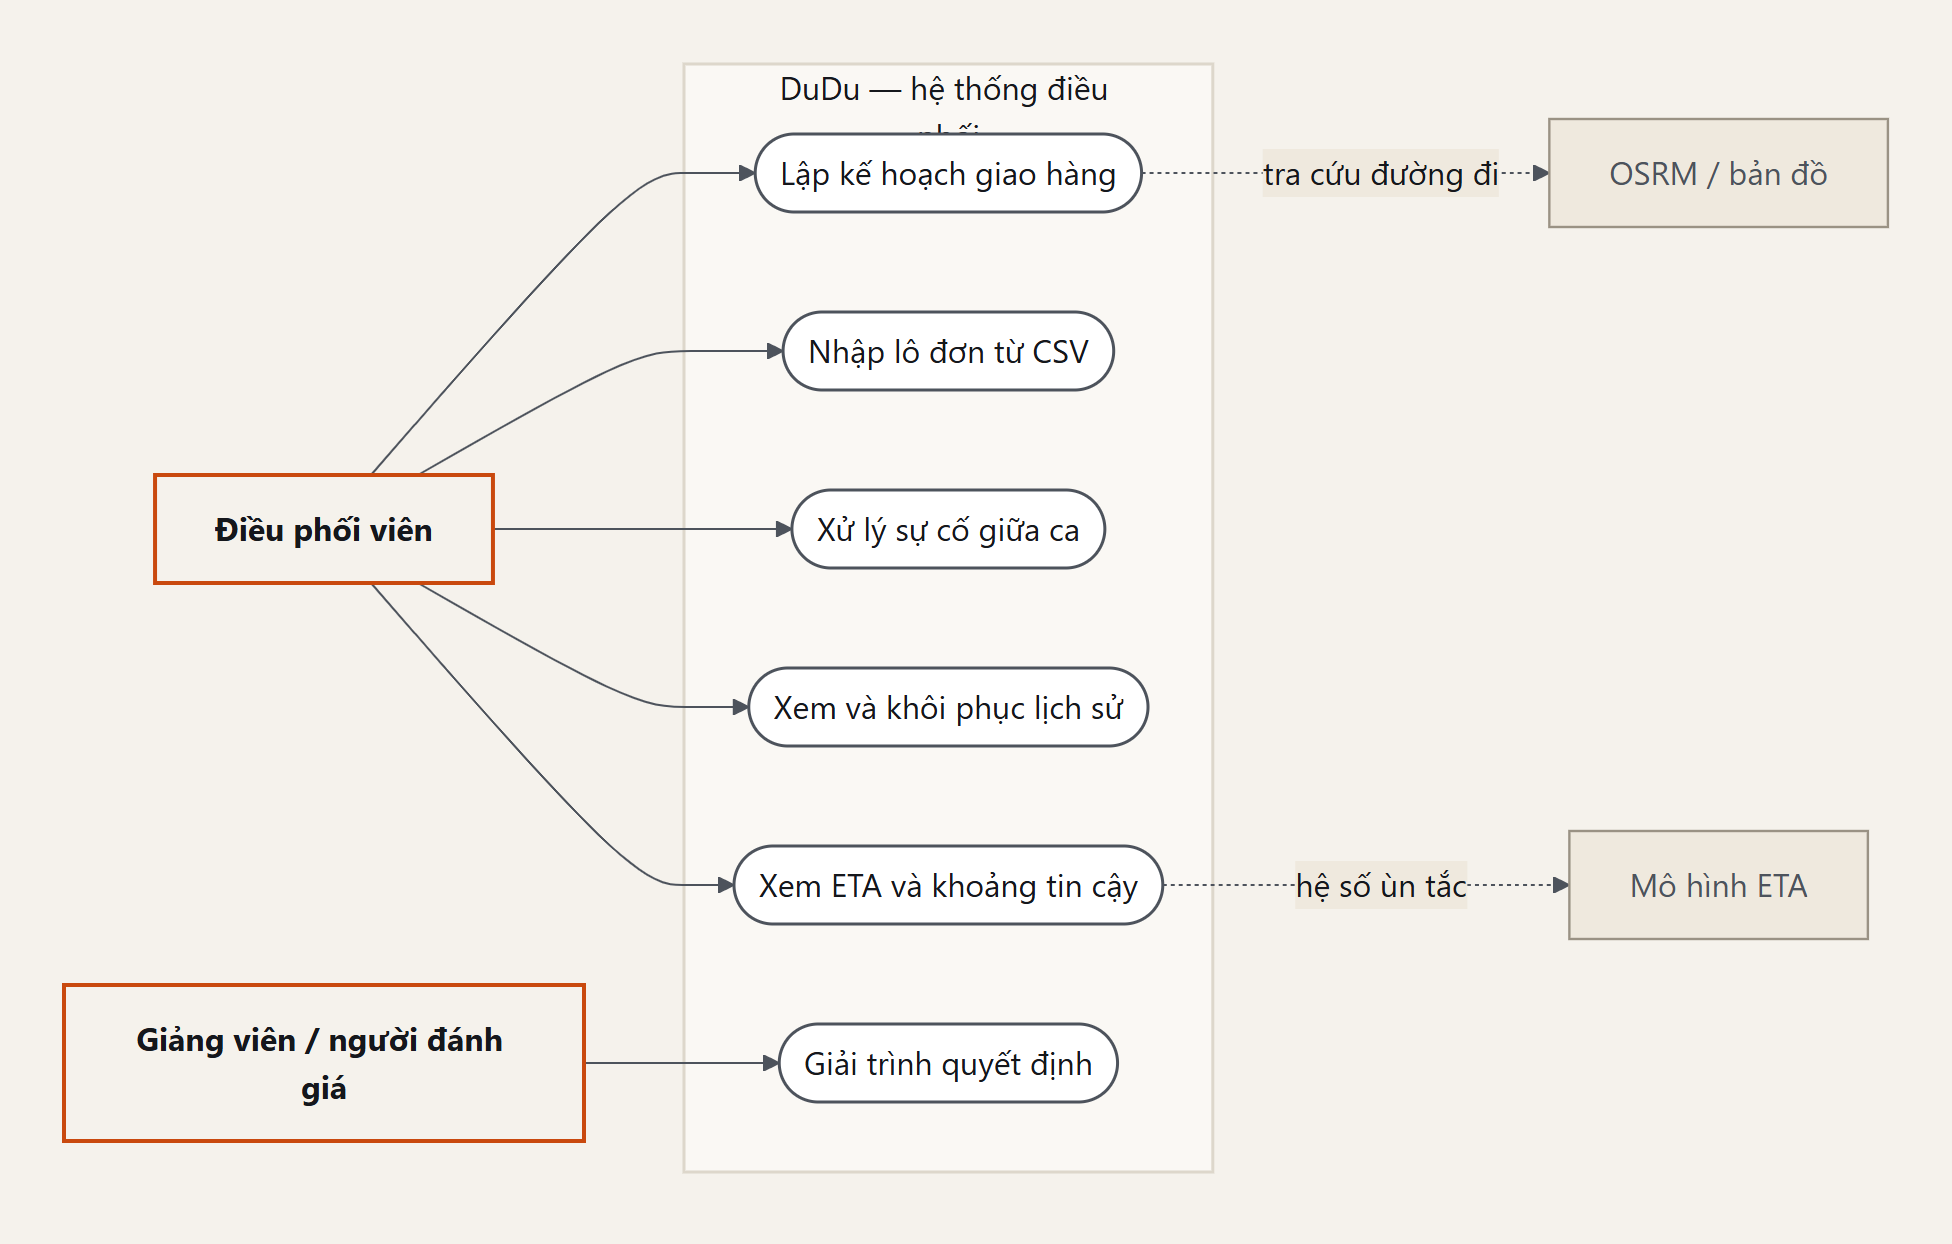 DuDu — hệ thống điều
phối
Lập kế hoạch giao hàng
tra cứu đường đi
OSRM / bản đồ
Nhập lô đơn từ CSV
Điều phối viên
Xử lý sự cố giữa ca
Xem và khôi phục lịch sử
Xem ETA và khoảng tin cậy
hệ số ùn tắc
Mô hình ETA
Giảng viên / người đánh
giá
Giải trình quyết định